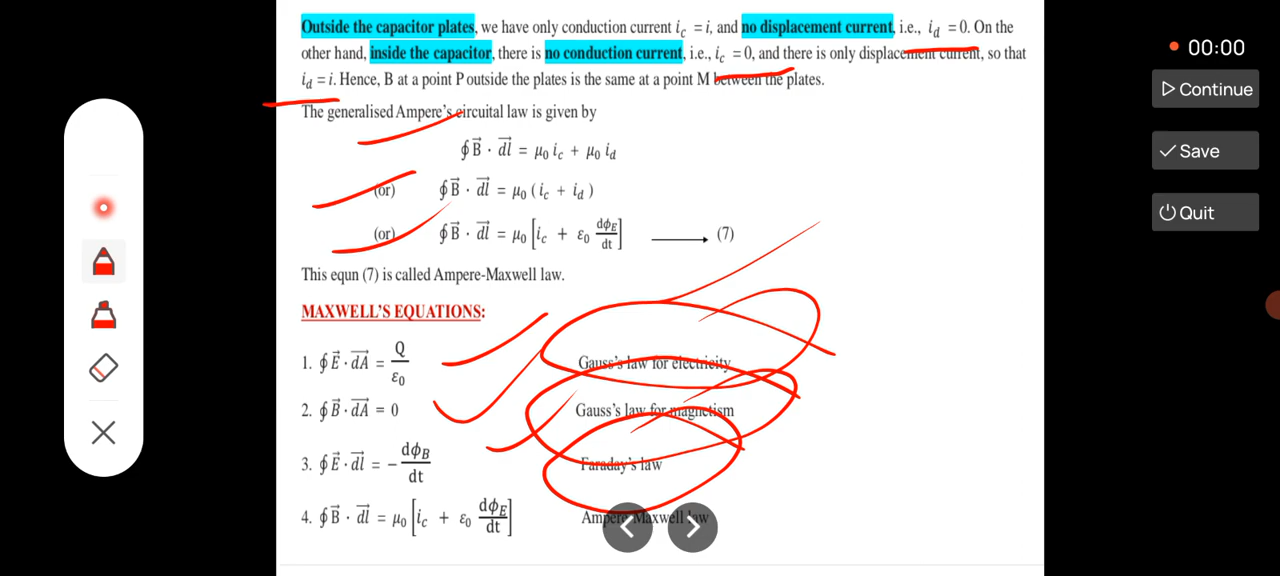 Outside the capacitor plates, we have only conduction current i_c = i, and no displacement current, i.e., i_d = 0. On the
other hand, inside the capacitor, there is no conduction current, i.e., i_c = 0, and there is only displacement current, so that
i_d = i. Hence, B at a point P outside the plates is the same at a point M between the plates.
The generalised Ampere's circuital law is given by
∮B⃗ · d͞l⃗ = μ₀ i_c + μ₀ i_d
(or) ∮B⃗ · dl⃗ = μ₀ (i_c + i_d)
(or) ∮B⃗ · dl⃗ = μ₀ [i_c + ε₀ dϕ_E/dt] ⟶ (7)
This equn (7) is called Ampere-Maxwell law.
MAXWELL'S EQUATIONS:
1. ∮E⃗ · dA⃗ = Q/ε₀ Gauss's law for electricity
2. ∮B⃗ · dA⃗ = 0 Gauss's law for magnetism
3. ∮E⃗ · dl⃗ = − dϕ_B/dt Faraday's law
4. ∮B⃗ · dl⃗ = μ₀ [i_c + ε₀ dϕ_E/dt] Ampere Maxwell law
00:00
Continue
Save
Quit